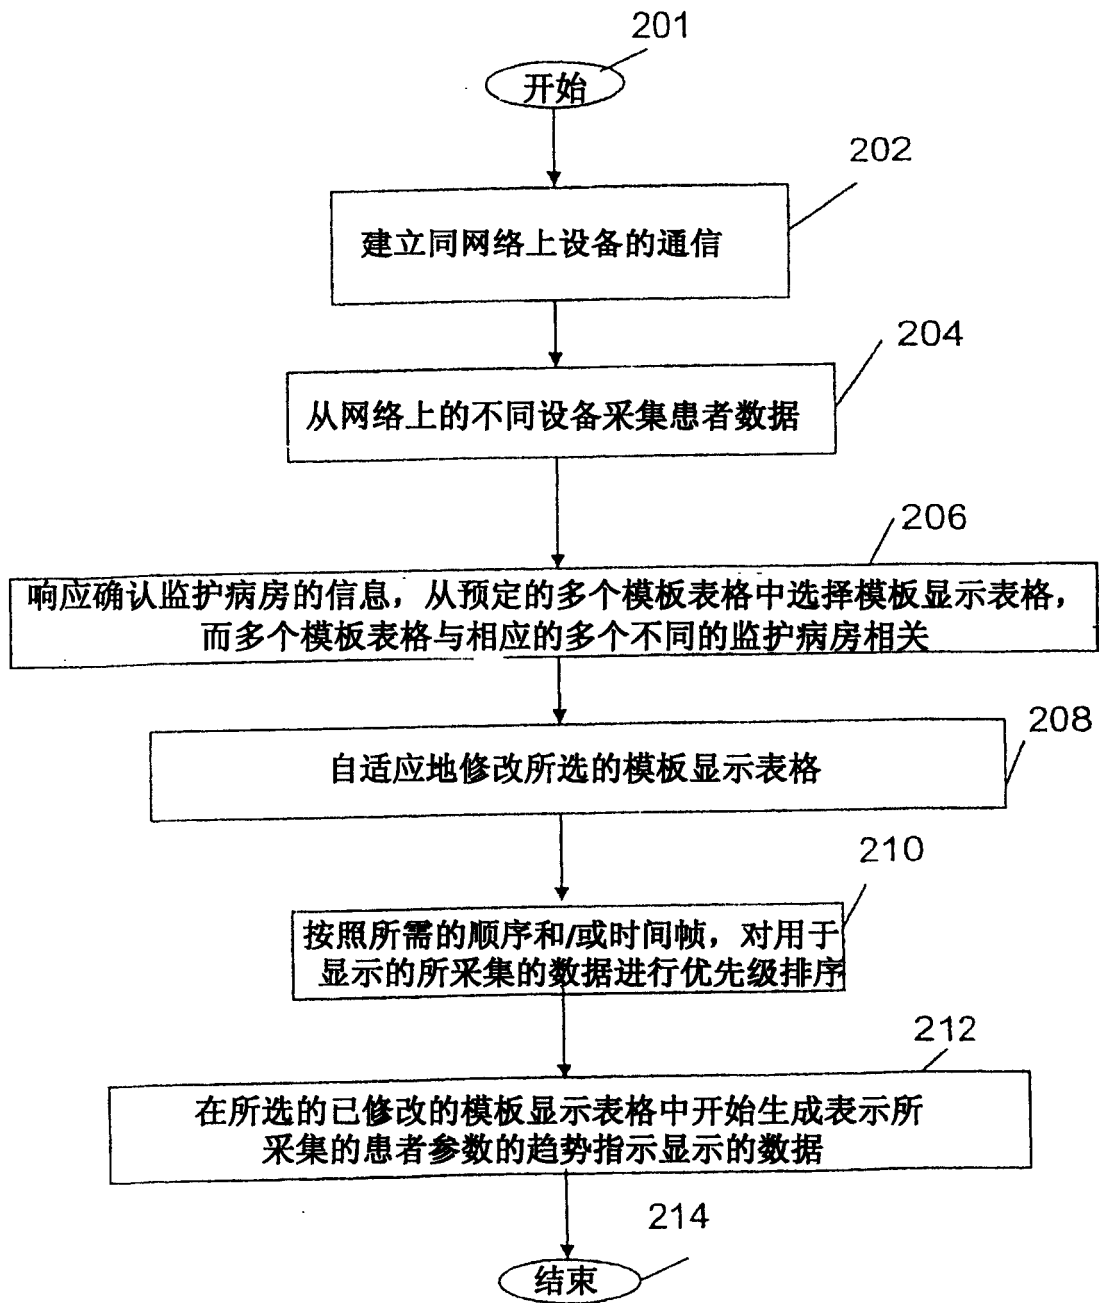 201
开始
202
建立同网络上设备的通信
204
从网络上的不同设备采集患者数据
206
响应确认监护病房的信息，从预定的多个模板表格中选择模板显示表格，
而多个模板表格与相应的多个不同的监护病房相关
208
自适应地修改所选的模板显示表格
210
按照所需的顺序和/或时间帧，对用于
显示的所采集的数据进行优先级排序
212
在所选的已修改的模板显示表格中开始生成表示所
采集的患者参数的趋势指示显示的数据
214
结束